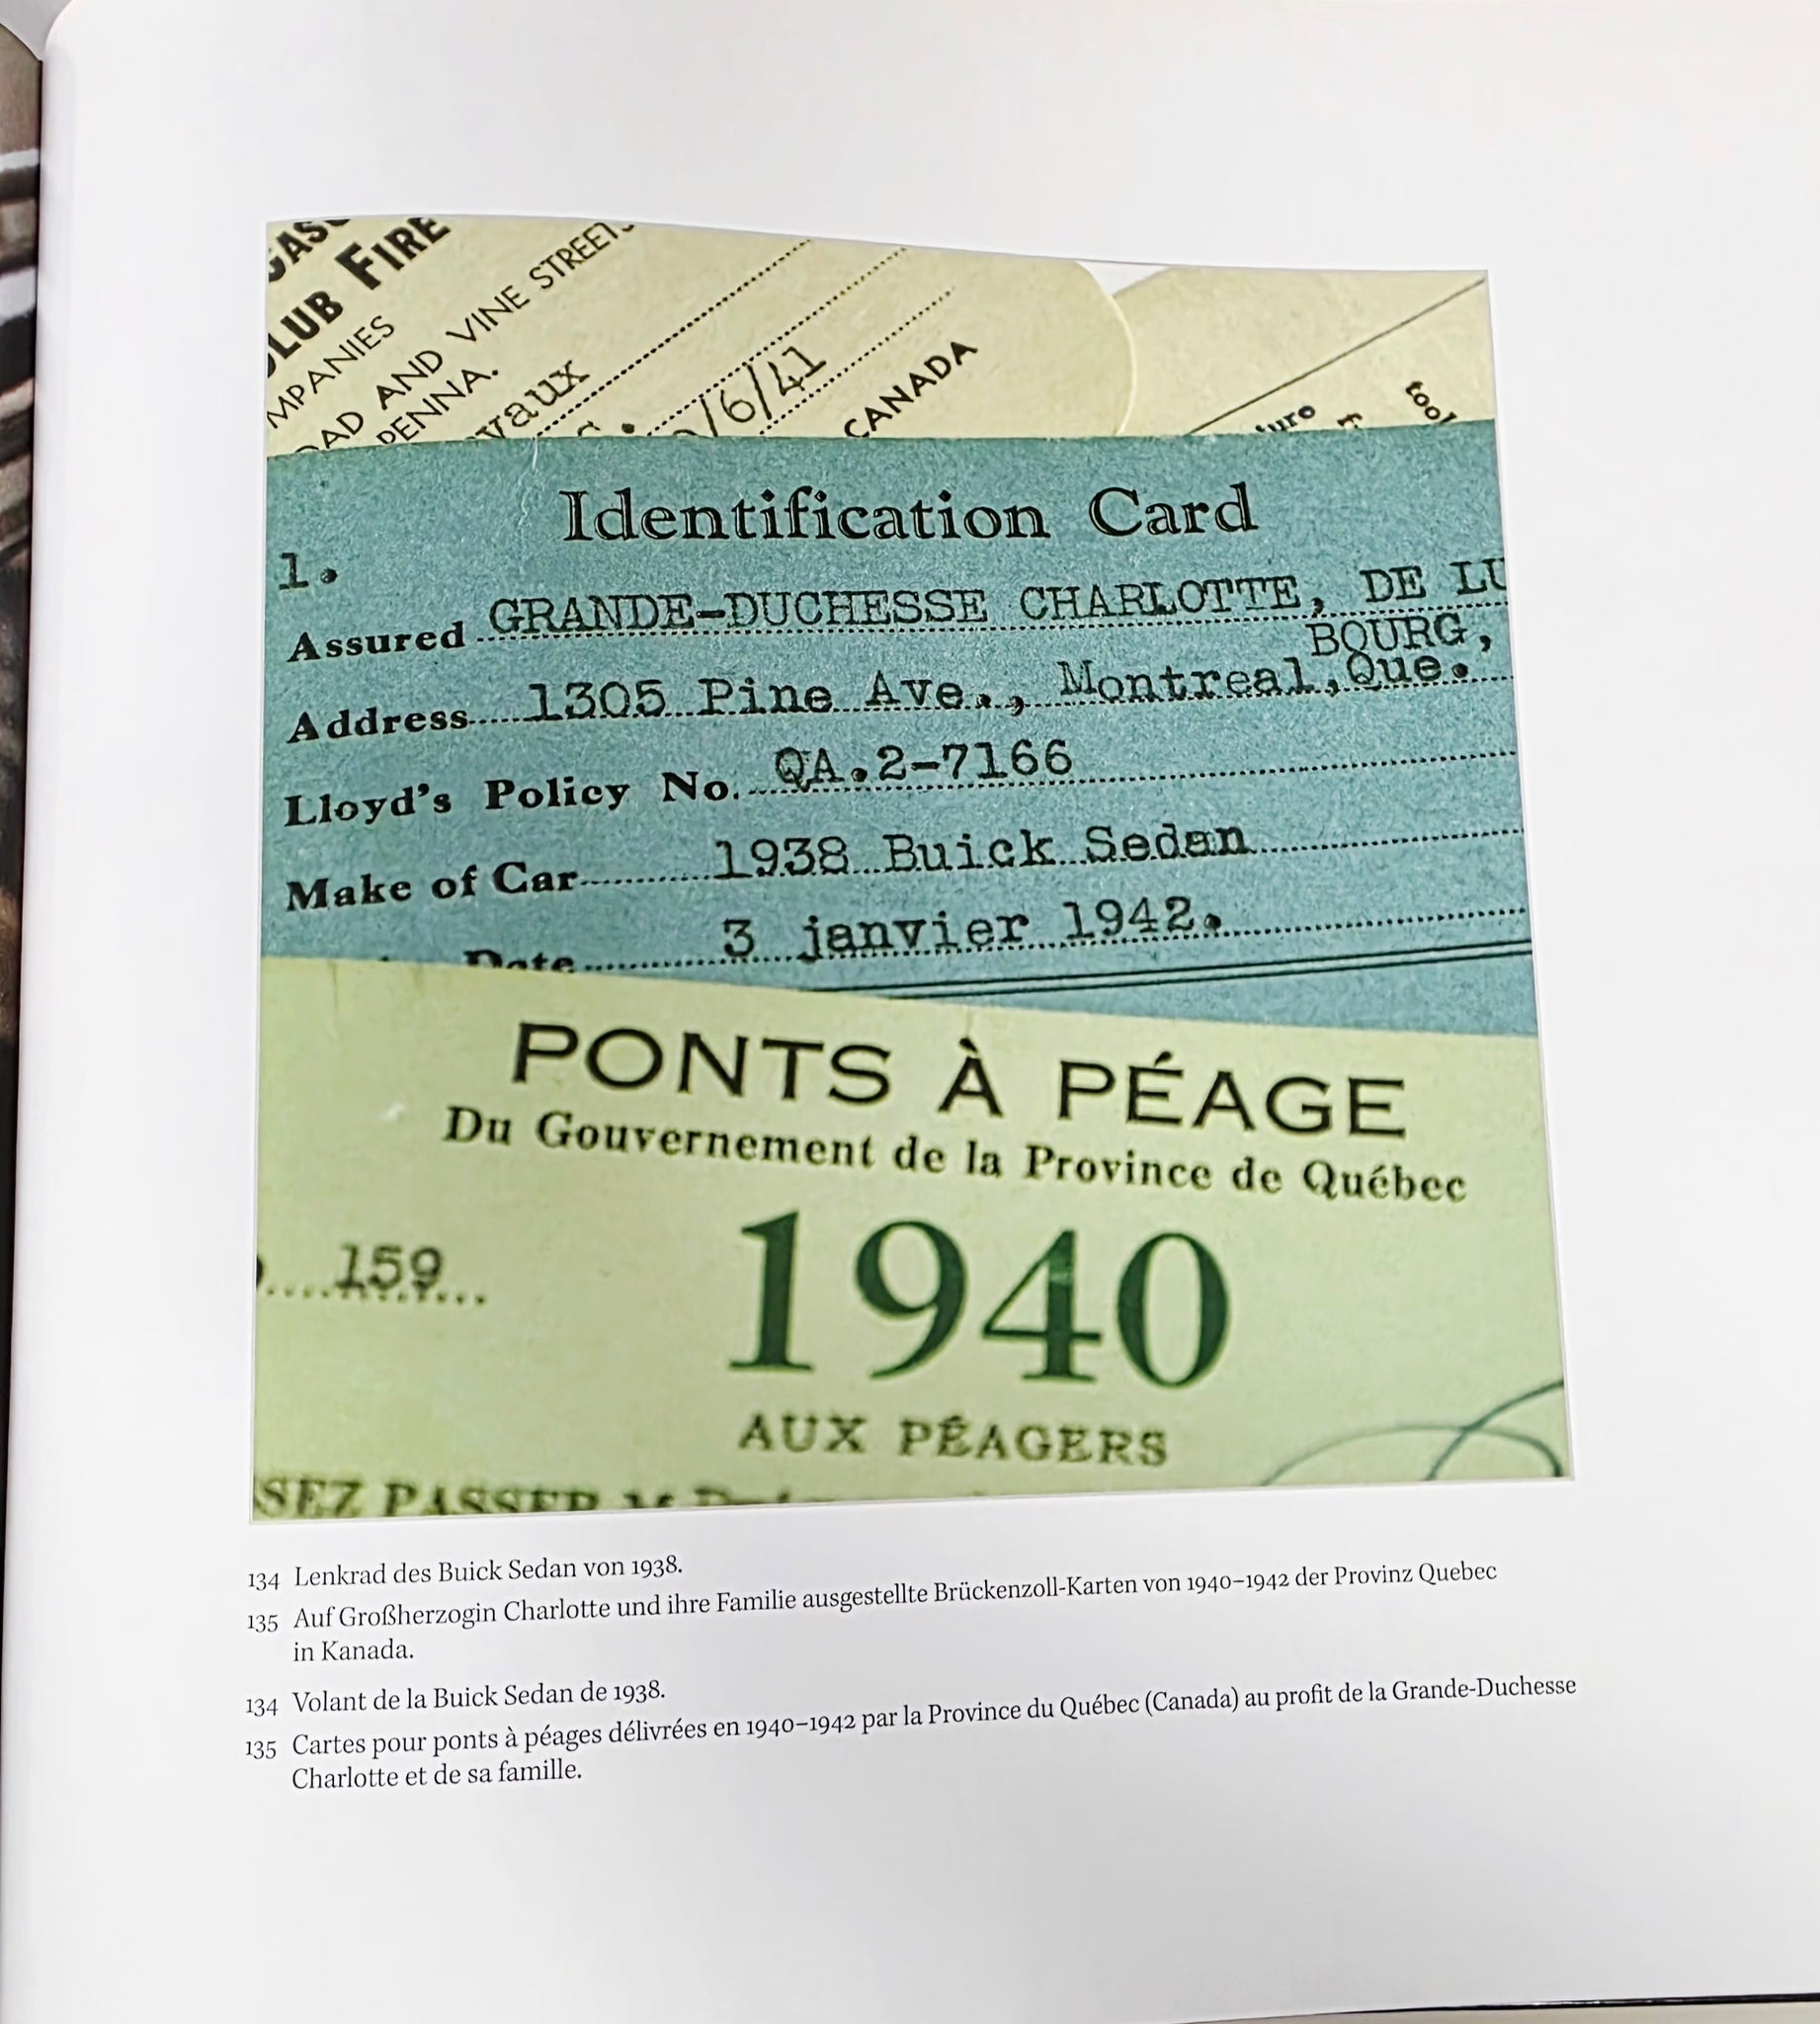 FIRE
AND VINE STREETS
PENNA.
/6/41
CANADA
Identification Card
1.
Assured GRANDE-DUCHESSE CHARLOTTE, DE LU
BOURG,
Address 1305 Pine Ave., Montreal, Que.
Lloyd's Policy No. QA.2-7166
Make of Car 1938 Buick Sedan
Date 3 janvier 1942.
PONTS À PÉAGE
Du Gouvernement de la Province de Québec
159
1940
AUX PÉAGERS
SEZ PASSER
134 Lenkrad des Buick Sedan von 1938.
135 Auf Großherzogin Charlotte und ihre Familie ausgestellte Brückenzoll-Karten von 1940–1942 der Provinz Quebec
in Kanada.
134 Volant de la Buick Sedan de 1938.
135 Cartes pour ponts à péages délivrées en 1940–1942 par la Province du Québec (Canada) au profit de la Grande-Duchesse
Charlotte et de sa famille.